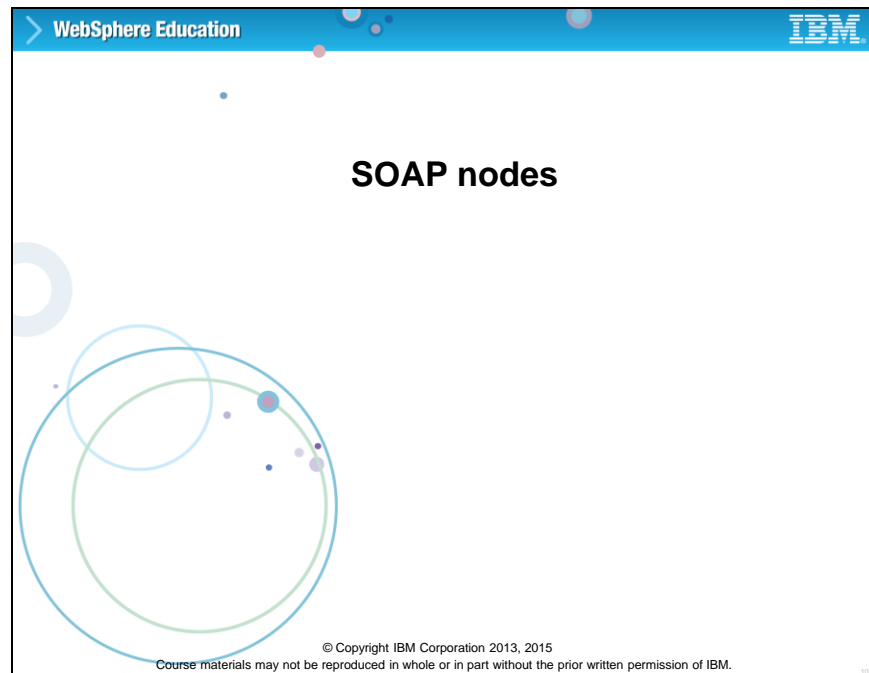 WebSphere Education
IBM
SOAP nodes
© Copyright IBM Corporation 2013, 2015
Course materials may not be reproduced in whole or in part without the prior written permission of IBM.